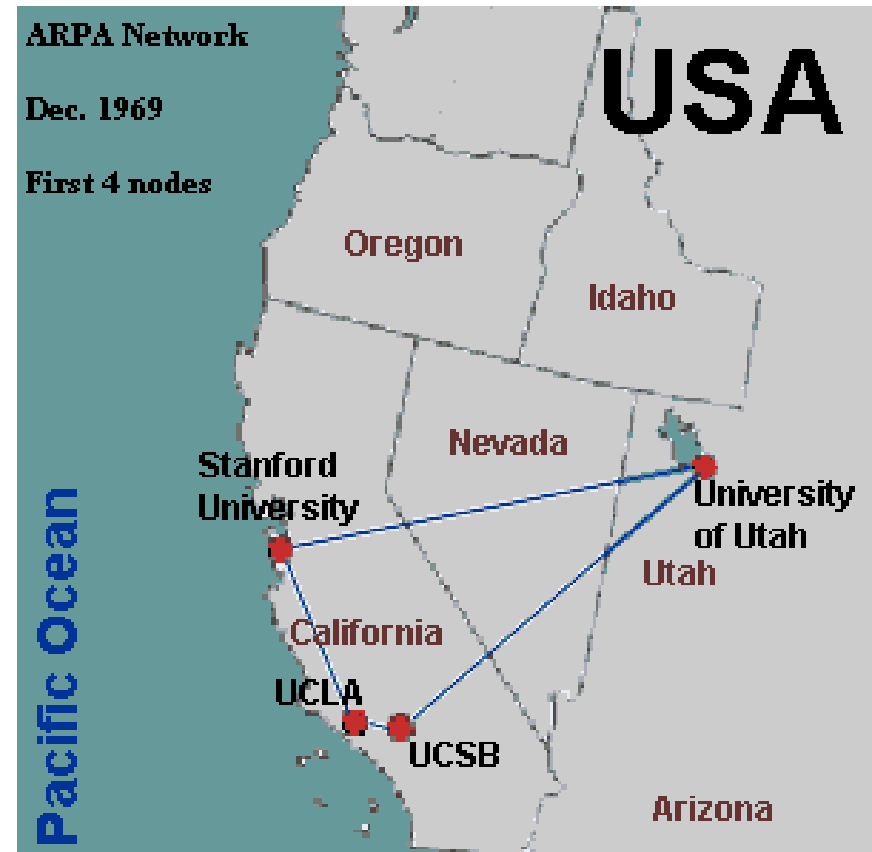 ARPA Network
Dec. 1969
First 4 nodes
USA
Oregon
Idaho
Nevada
Stanford
University
University
of Utah
Utah
California
UCLA
UCSB
Arizona
Pacific Ocean